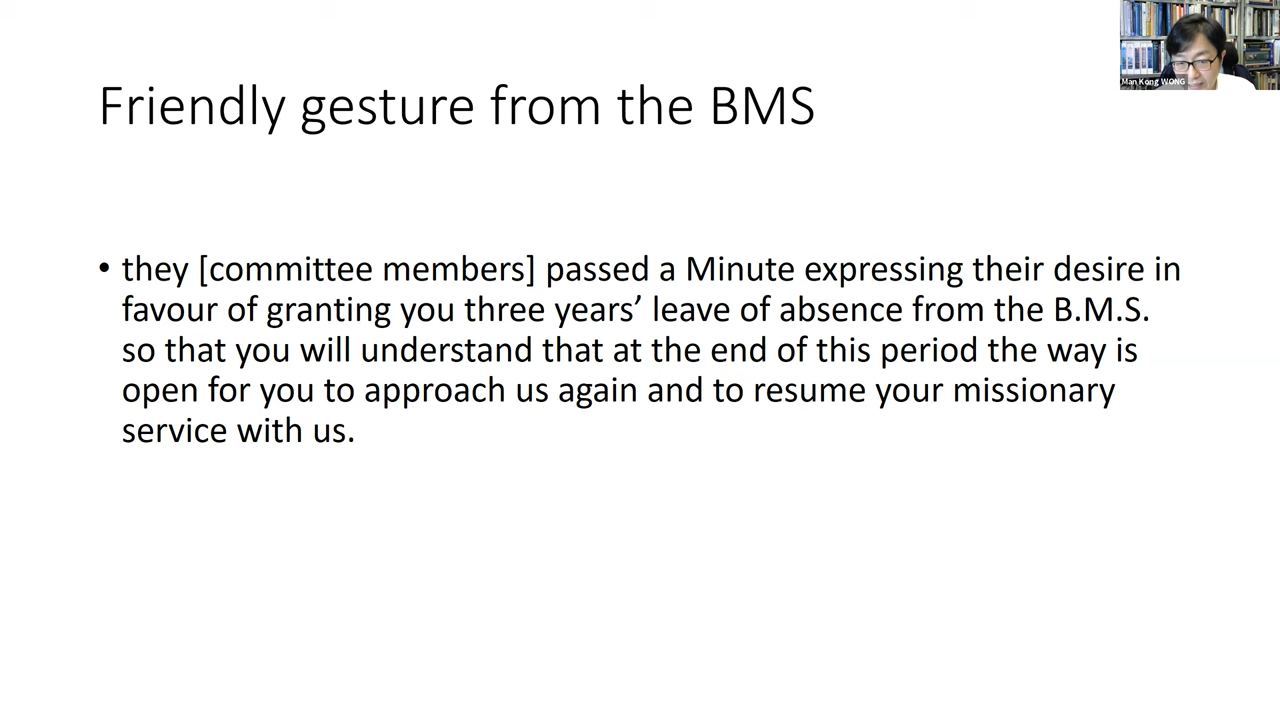 Man Kong WONG
Friendly gesture from the BMS
• they [committee members] passed a Minute expressing their desire in
favour of granting you three years’ leave of absence from the B.M.S.
so that you will understand that at the end of this period the way is
open for you to approach us again and to resume your missionary
service with us.